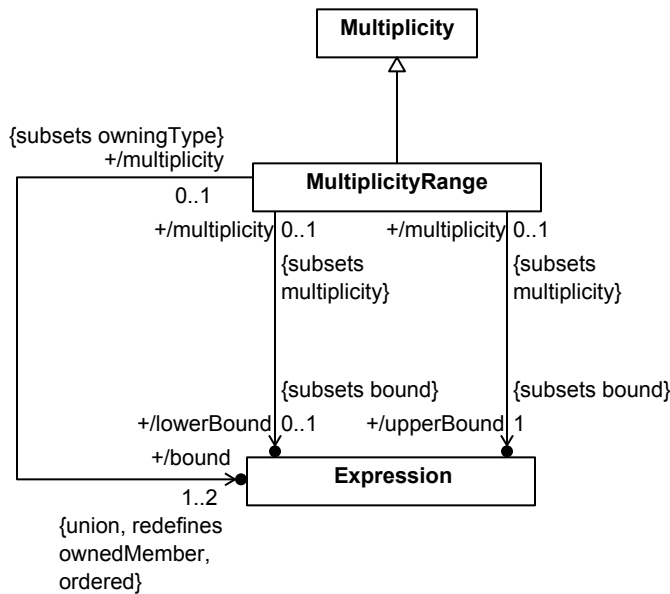 Multiplicity
{subsets owningType}
+/multiplicity
0..1
MultiplicityRange
+/multiplicity 0..1
{subsets
multiplicity}
+/multiplicity 0..1
{subsets
multiplicity}
{subsets bound}
+/lowerBound 0..1
{subsets bound}
+/upperBound 1
+/bound
1..2
{union, redefines
ownedMember,
ordered}
Expression